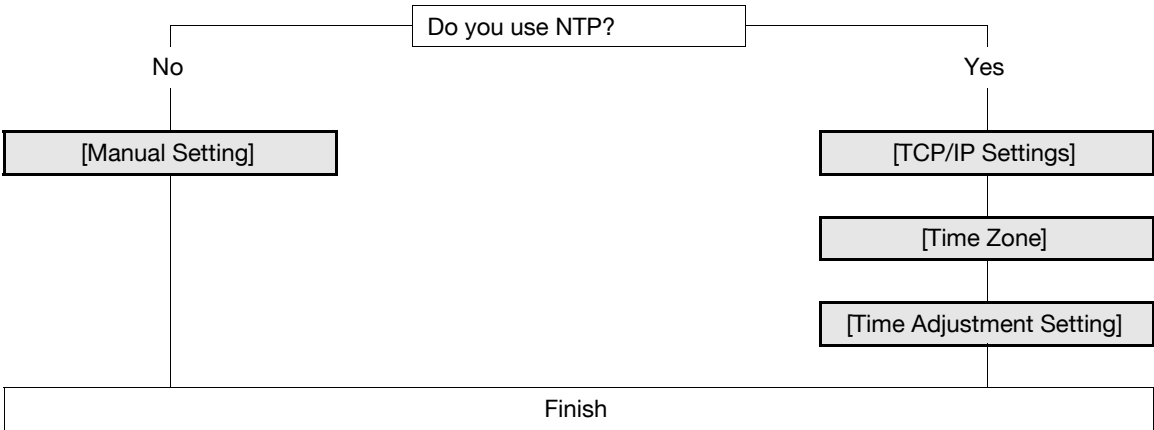 Do you use NTP?
No
Yes
[Manual Setting]
[TCP/IP Settings]
[Time Zone]
[Time Adjustment Setting]
Finish